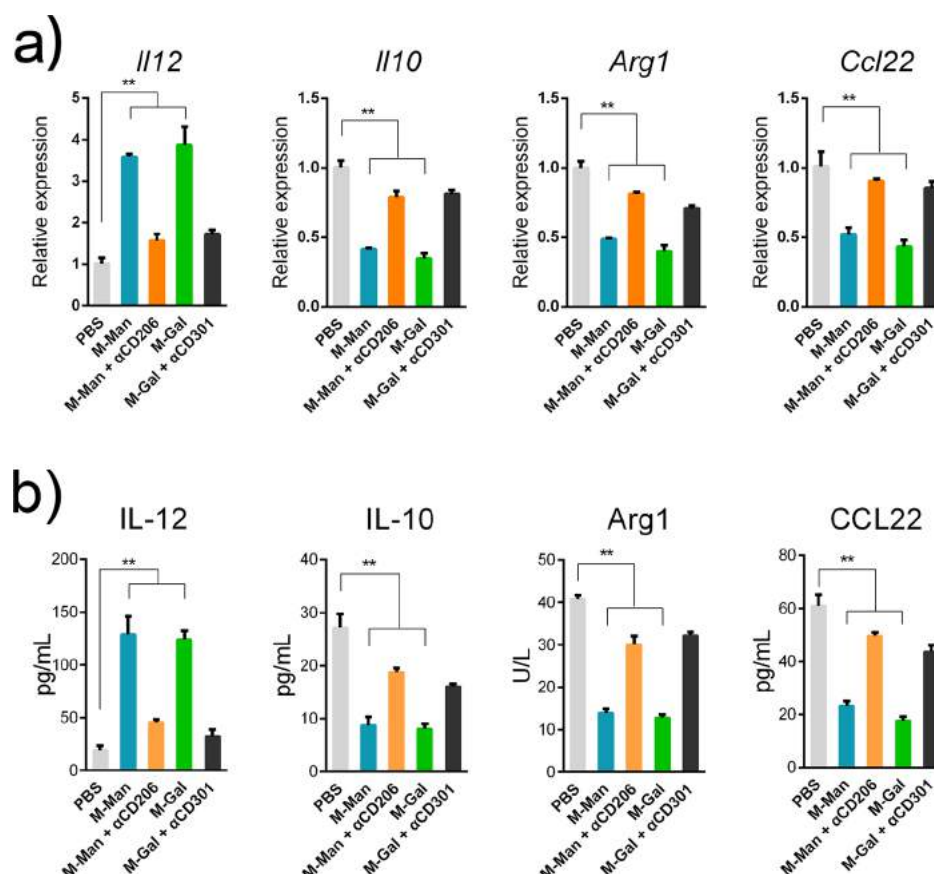 a)
Il12
Il10
Arg1
Ccl22
**
**
**
**
Relative expression
5
4
3
2
1
0
Relative expression
1.5
1.0
0.5
0.0
Relative expression
1.5
1.0
0.5
0.0
Relative expression
1.5
1.0
0.5
0.0
PBS
M-Man
M-Man + αCD206
M-Gal
M-Gal + αCD301
PBS
M-Man
M-Man + αCD206
M-Gal
M-Gal + αCD301
PBS
M-Man
M-Man + αCD206
M-Gal
M-Gal + αCD301
PBS
M-Man
M-Man + αCD206
M-Gal
M-Gal + αCD301
b)
IL-12
IL-10
Arg1
CCL22
**
**
**
**
pg/mL
200
150
100
50
0
pg/mL
40
30
20
10
0
U/L
50
40
30
20
10
0
pg/mL
80
60
40
20
0
PBS
M-Man
M-Man + αCD206
M-Gal
M-Gal + αCD301
PBS
M-Man
M-Man + αCD206
M-Gal
M-Gal + αCD301
PBS
M-Man
M-Man + αCD206
M-Gal
M-Gal + αCD301
PBS
M-Man
M-Man + αCD206
M-Gal
M-Gal + αCD301